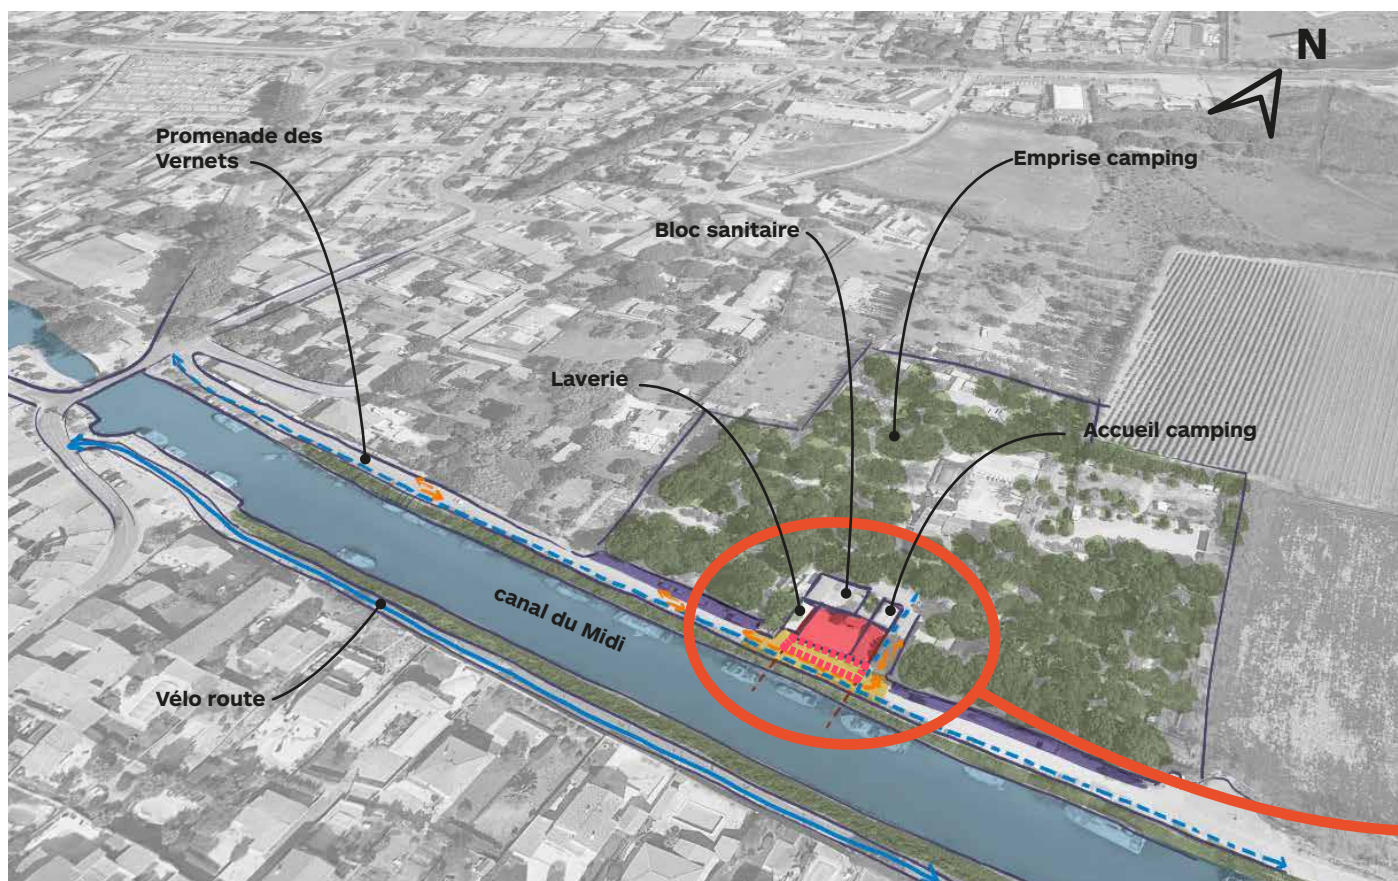 N
Promenade des
Vernets
Emprise camping
Bloc sanitaire
Laverie
Accueil camping
canal du Midi
Vélo route